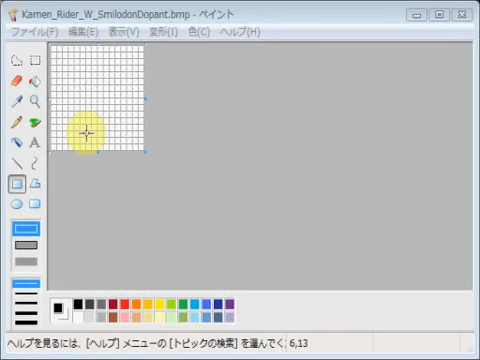 Kamen_Rider_W_SmilodonDopant.bmp - ペイント
ファイル(F) 編集(E) 表示(V) 変形(I) 色(C) ヘルプ(H)
A
ヘルプを見るには、[ヘルプ] メニューの [トピックの検索] を選んでく 6,13